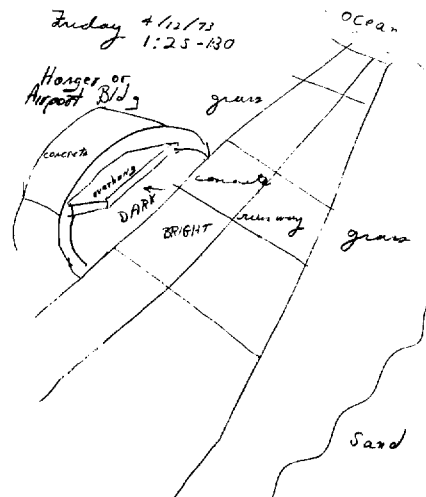 Friday 4/12/73
1:25-1:30
Ocean
Hanger or
Airport Bldg
grass
concrete
overhang
concrete
DARK
runway
BRIGHT
grass
Sand